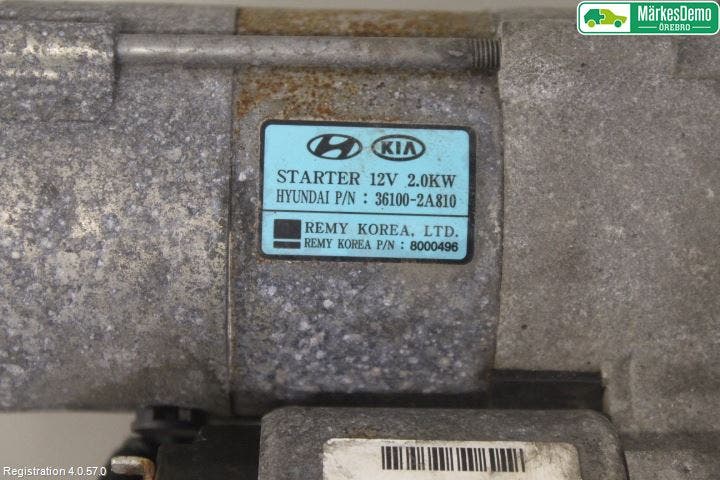 MärkesDemo
ÖREBRO
KIA
STARTER 12V 2.0KW
HYUNDAI P/N : 36100-2A810
REMY KOREA, LTD.
REMY KOREA P/N : 8000496
Registration 4.0.57.0